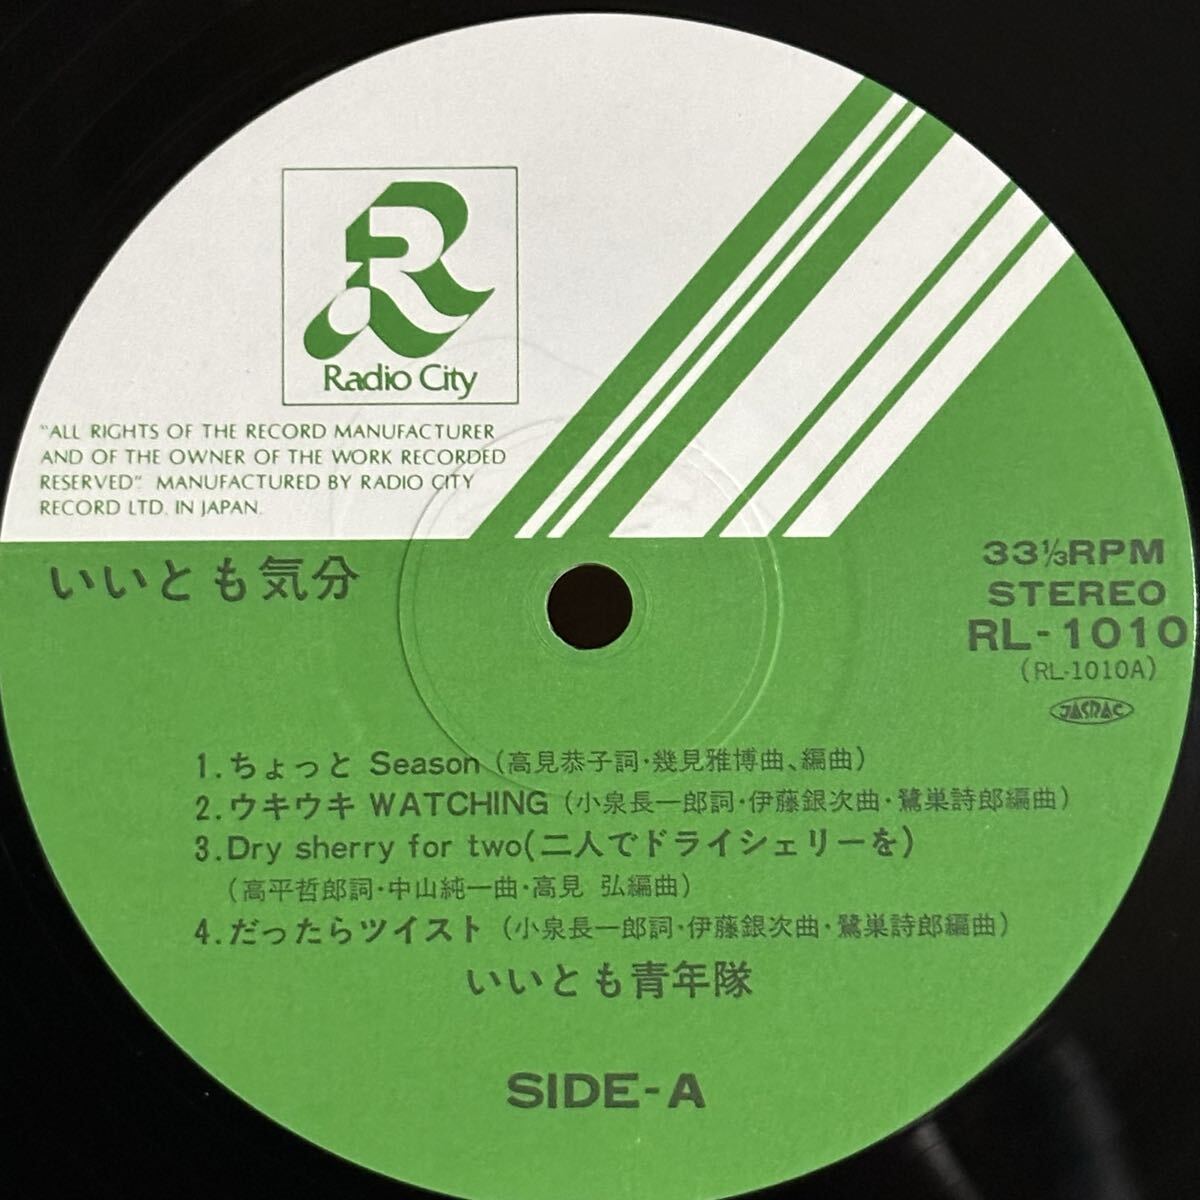 R
Radio City
"ALL RIGHTS OF THE RECORD MANUFACTURER
AND OF THE OWNER OF THE WORK RECORDED
RESERVED". MANUFACTURED BY RADIO CITY
RECORD LTD. IN JAPAN.
いいとも気分
33⅓RPM
STEREO
RL-1010
(RL-1010A)
JASRAC
1.ちょっと Season (高見恭子詞・幾見雅博曲、編曲)
2.ウキウキ WATCHING (小泉長一郎詞・伊藤銀次曲・鷺巣詩郎編曲)
3.Dry sherry for two(二人でドライシェリーを)
(高平哲郎詞・中山純一曲・高見 弘編曲)
4.だったらツイスト (小泉長一郎詞・伊藤銀次曲・鷺巣詩郎編曲)
いいとも青年隊
SIDE-A